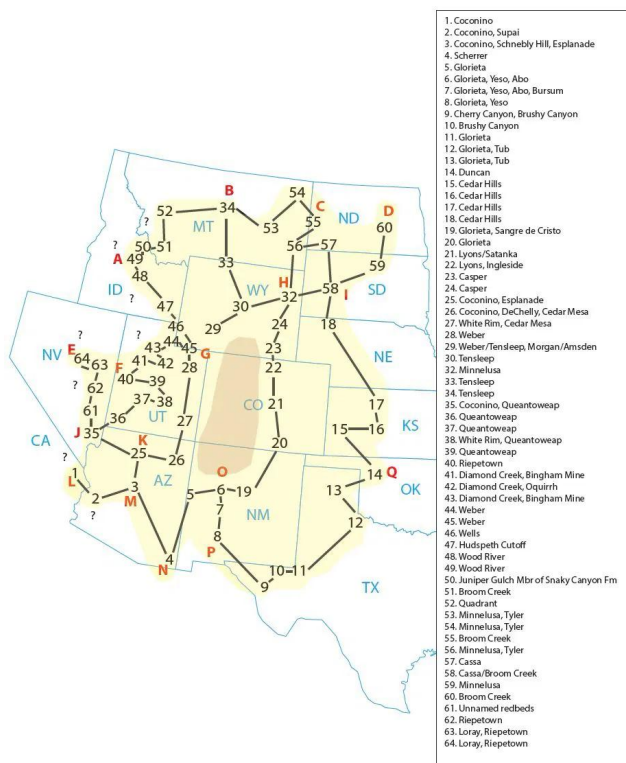 B
54
C
D
52
34
ND
?
MT
53
55
60
?
50
51
56
57
A
49
33
59
48
H
58
SD
ID
WY
32
I
?
47
30
46
29
24
18
?
?
44
43
45
G
23
NE
E
64
63
F
41
42
28
22
NV
40
39
?
62
37
38
CO
21
17
61
36
UT
27
KS
J
35
K
15
16
CA
25
26
20
?
1
AZ
O
14
Q
L
3
5
6
19
13
OK
2
M
7
NM
?
12
8
4
P
N
10
11
9
TX
1. Coconino
2. Coconino, Supai
3. Coconino, Schnebly Hill, Esplanade
4. Scherrer
5. Glorieta
6. Glorieta, Yeso, Abo
7. Glorieta, Yeso, Abo, Bursum
8. Glorieta, Yeso
9. Cherry Canyon, Brushy Canyon
10. Brushy Canyon
11. Glorieta
12. Glorieta, Tub
13. Glorieta, Tub
14. Duncan
15. Cedar Hills
16. Cedar Hills
17. Cedar Hills
18. Cedar Hills
19. Glorieta, Sangre de Cristo
20. Glorieta
21. Lyons/Satanka
22. Lyons, Ingleside
23. Casper
24. Casper
25. Coconino, Esplanade
26. Coconino, DeChelly, Cedar Mesa
27. White Rim, Cedar Mesa
28. Weber
29. Weber/Tensleep, Morgan/Amsden
30. Tensleep
32. Minnelusa
33. Tensleep
34. Tensleep
35. Coconino, Queantoweap
36. Queantoweap
37. Queantoweap
38. White Rim, Queantoweap
39. Queantoweap
40. Riepetown
41. Diamond Creek, Bingham Mine
42. Diamond Creek, Oquirrh
43. Diamond Creek, Bingham Mine
44. Weber
45. Weber
46. Wells
47. Hudspeth Cutoff
48. Wood River
49. Wood River
50. Juniper Gulch Mbr of Snaky Canyon Fm
51. Broom Creek
52. Quadrant
53. Minnelusa, Tyler
54. Minnelusa, Tyler
55. Broom Creek
56. Minnelusa, Tyler
57. Cassa
58. Cassa/Broom Creek
59. Minnelusa
60. Broom Creek
61. Unnamed redbeds
62. Riepetown
63. Loray, Riepetown
64. Loray, Riepetown